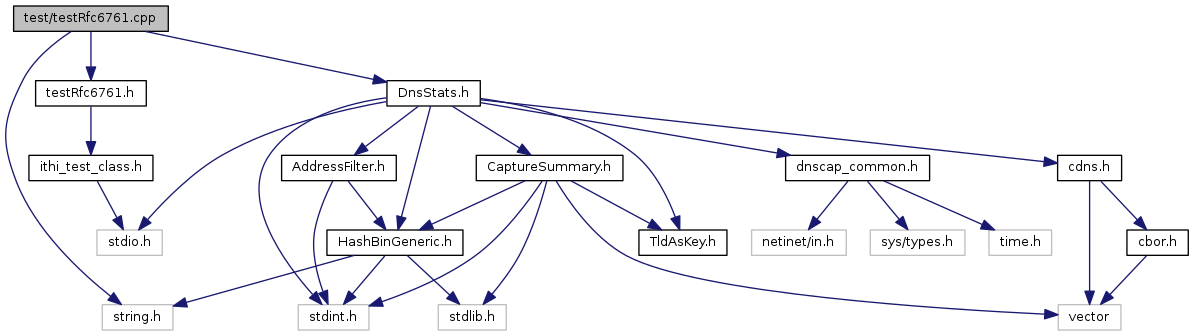 test/testRfc6761.cpp
testRfc6761.h
DnsStats.h
ithi_test_class.h
AddressFilter.h
CaptureSummary.h
dnscap_common.h
cdns.h
stdio.h
HashBinGeneric.h
TldAsKey.h
netinet/in.h
sys/types.h
time.h
cbor.h
string.h
stdint.h
stdlib.h
vector